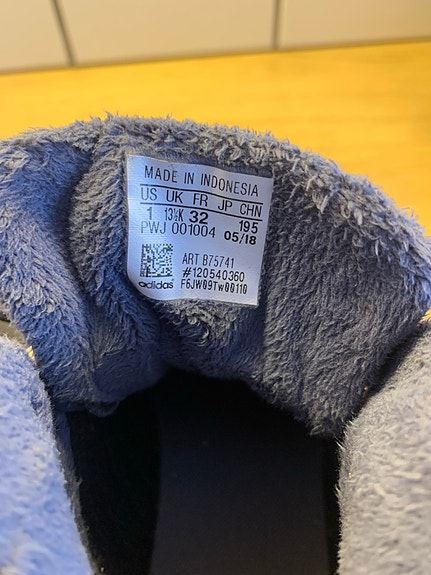 MADE IN INDONESIA
US UK FR JP CHN
1 13½K 32 195
PWJ 001004 05/18
ART B75741
#120540360
adidas F6JW09Tw00110